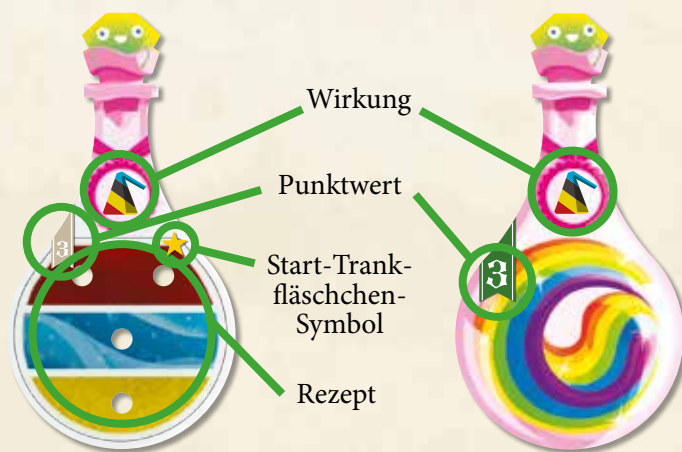 Wirkung
Punktwert
3
3
Start-Trank-
fläschchen-
Symbol
Rezept